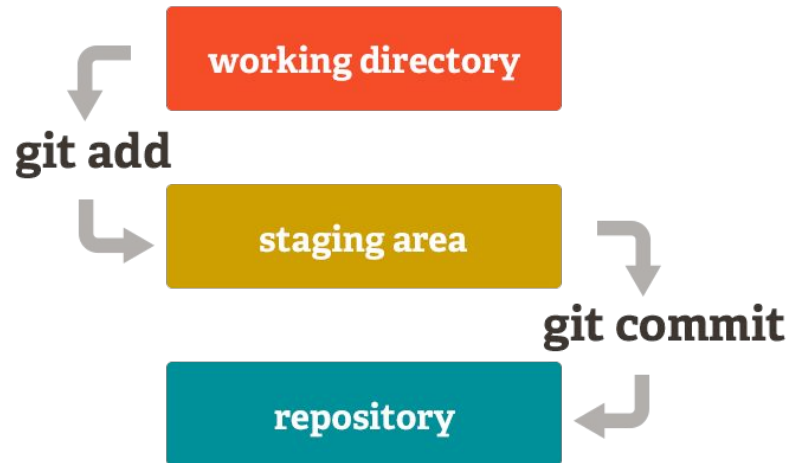 working directory
git add
staging area
git commit
repository